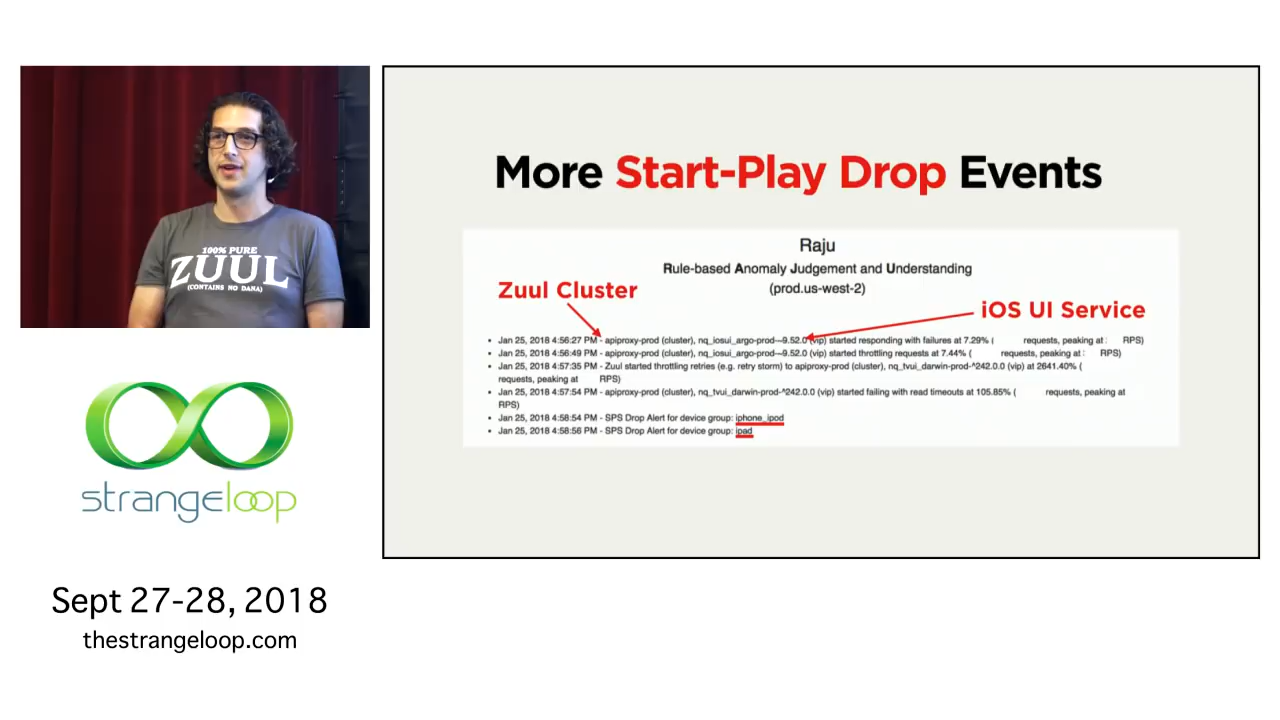 100% PURE
ZUUL
(CONTAINS NO DANA)
strangeloop
Sept 27-28, 2018
thestrangeloop.com
More Start-Play Drop Events
Raju
Rule-based Anomaly Judgement and Understanding
(prod.us-west-2)
Zuul Cluster
iOS UI Service
• Jan 25, 2018 4:56:27 PM - apiproxy-prod (cluster), nq_iosui_argo-prod--9.52.0 (vip) started responding with failures at 7.29% ( requests, peaking at : RPS)
• Jan 25, 2018 4:56:49 PM - apiproxy-prod (cluster), nq_iosui_argo-prod--9.52.0 (vip) started throttling requests at 7.44% ( requests, peaking at : RPS)
• Jan 25, 2018 4:57:35 PM - Zuul started throttling retries (e.g. retry storm) to apiproxy-prod (cluster), nq_tvui_darwin-prod-^242.0.0 (vip) at 2641.40% (
requests, peaking at RPS)
• Jan 25, 2018 4:57:54 PM - apiproxy-prod (cluster), nq_tvui_darwin-prod-^242.0.0 (vip) started failing with read timeouts at 105.85% ( requests, peaking at
RPS)
• Jan 25, 2018 4:58:54 PM - SPS Drop Alert for device group: iphone_ipod
• Jan 25, 2018 4:58:56 PM - SPS Drop Alert for device group: ipad